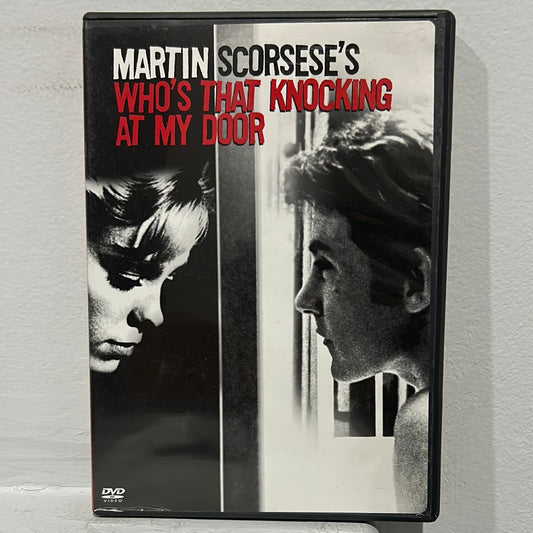 MARTIN SCORSESE'S
WHO'S THAT KNOCKING
AT MY DOOR
DVD
VIDEO